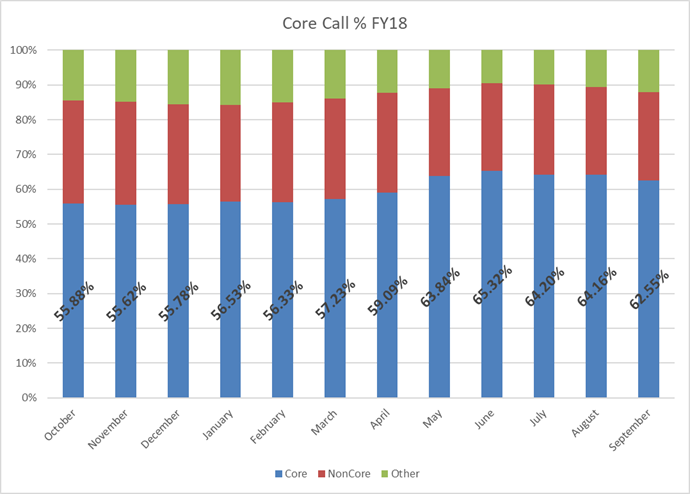 Core Call % FY18
100%
90%
80%
70%
60%
50%
40%
30%
20%
10%
0%
55.88%
55.62%
55.78%
56.53%
56.33%
57.23%
59.09%
63.84%
65.32%
64.20%
64.16%
62.55%
October
November
December
January
February
March
April
May
June
July
August
September
Core NonCore Other